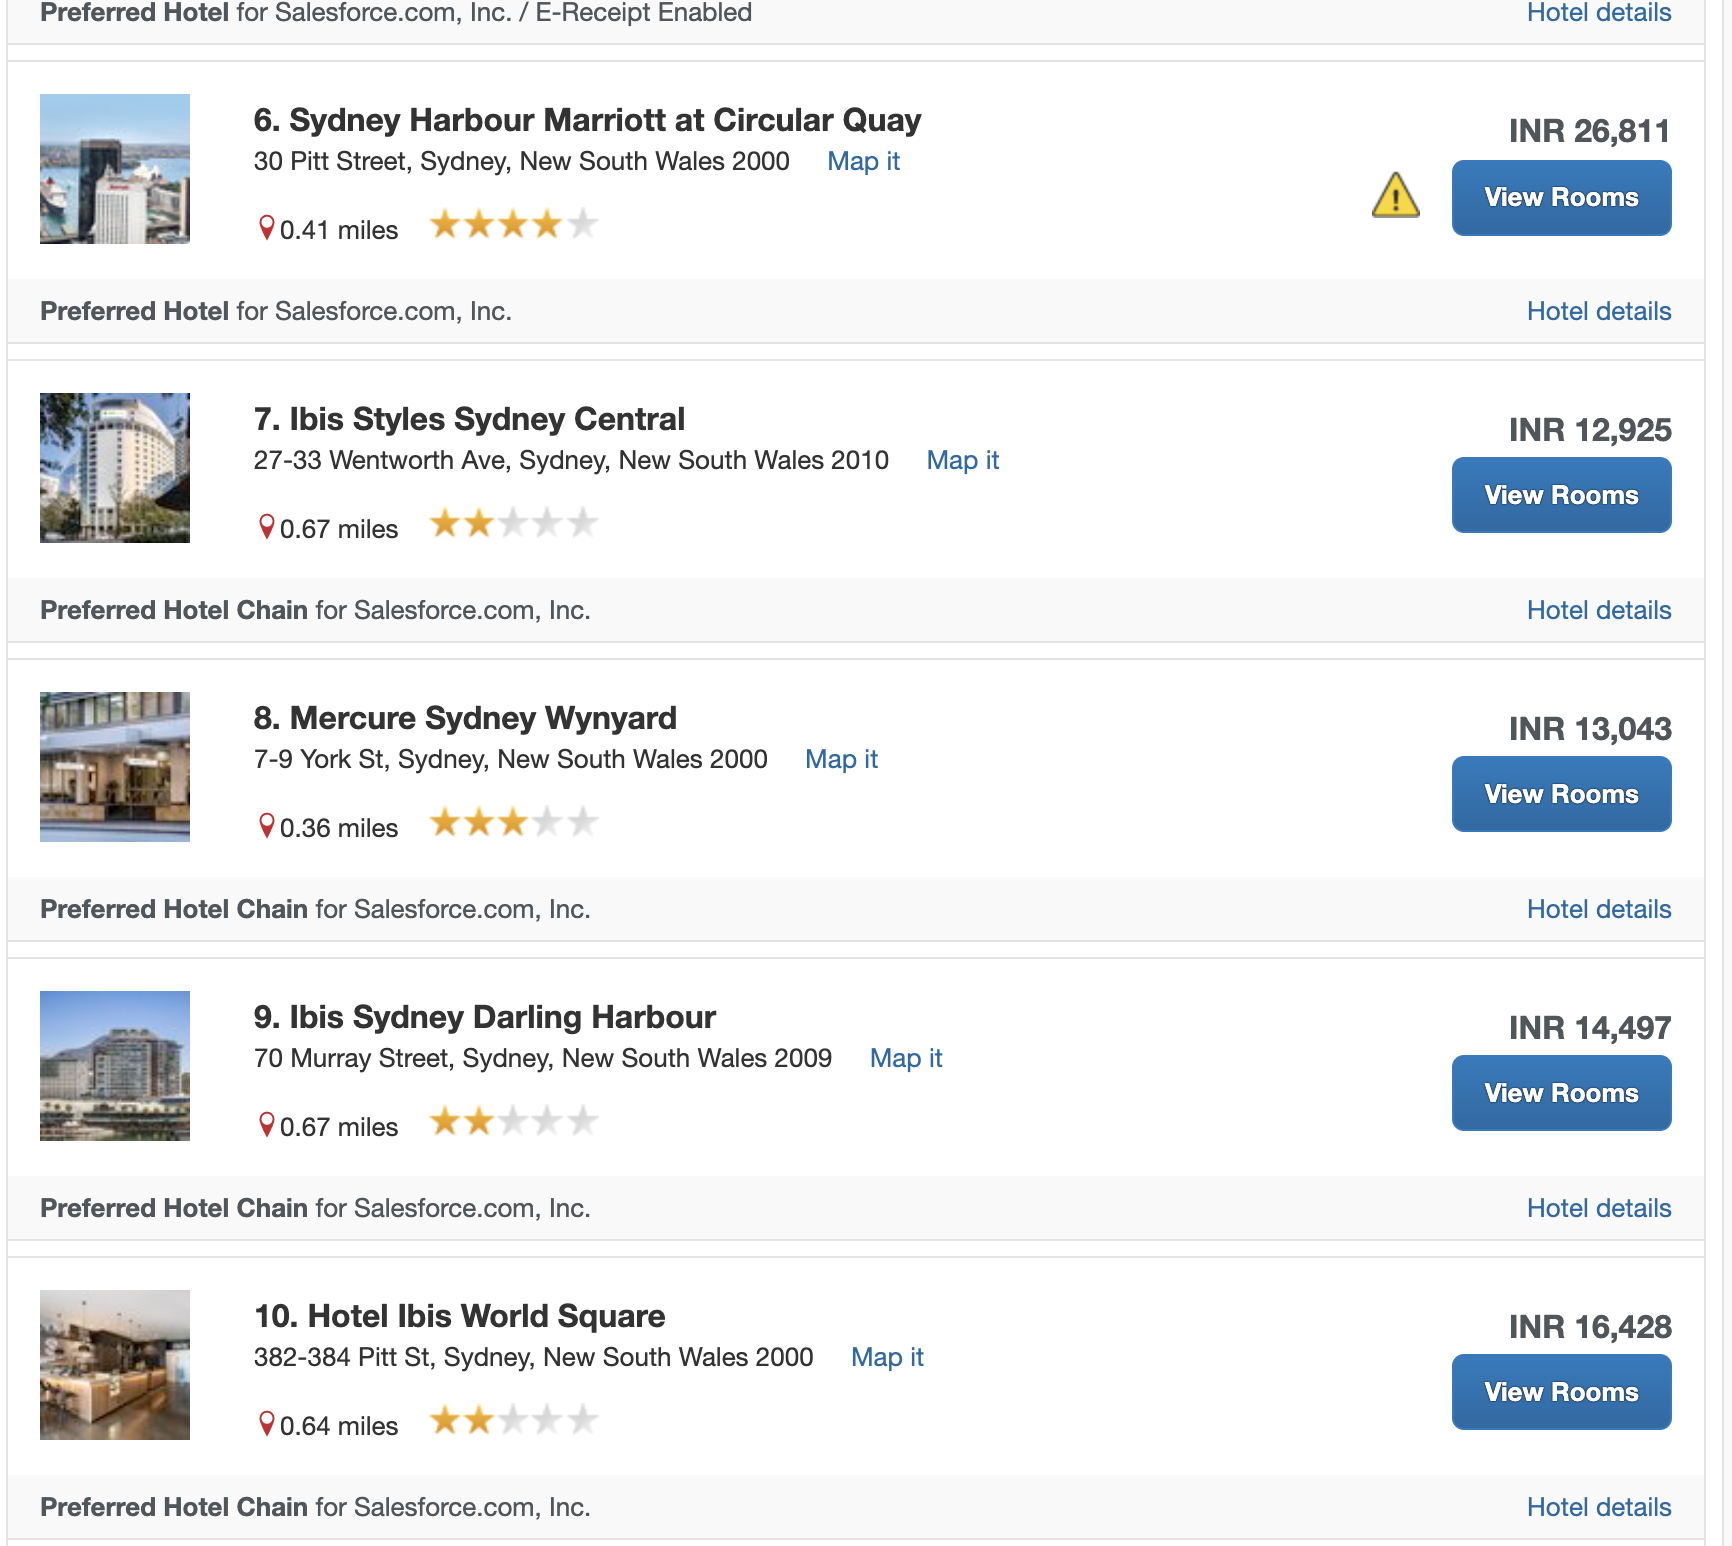 Preferred Hotel for Salesforce.com, Inc. / E-Receipt Enabled
Hotel details
6. Sydney Harbour Marriott at Circular Quay
INR 26,811
30 Pitt Street, Sydney, New South Wales 2000 Map it
View Rooms
0.41 miles
Preferred Hotel for Salesforce.com, Inc.
Hotel details
7. Ibis Styles Sydney Central
INR 12,925
27-33 Wentworth Ave, Sydney, New South Wales 2010 Map it
View Rooms
0.67 miles
Preferred Hotel Chain for Salesforce.com, Inc.
Hotel details
8. Mercure Sydney Wynyard
INR 13,043
7-9 York St, Sydney, New South Wales 2000 Map it
View Rooms
0.36 miles
Preferred Hotel Chain for Salesforce.com, Inc.
Hotel details
9. Ibis Sydney Darling Harbour
INR 14,497
70 Murray Street, Sydney, New South Wales 2009 Map it
View Rooms
0.67 miles
Preferred Hotel Chain for Salesforce.com, Inc.
Hotel details
10. Hotel Ibis World Square
INR 16,428
382-384 Pitt St, Sydney, New South Wales 2000 Map it
View Rooms
0.64 miles
Preferred Hotel Chain for Salesforce.com, Inc.
Hotel details